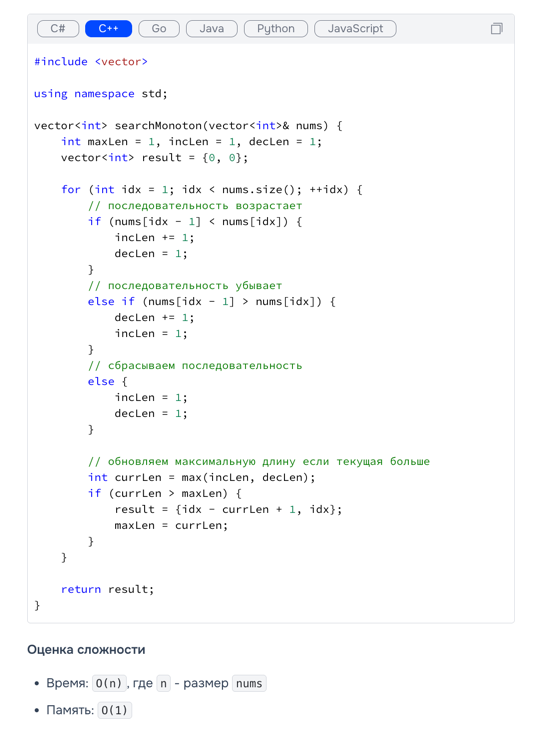 C# C++ Go Java Python JavaScript
#include <vector>
using namespace std;
vector<int> searchMonoton(vector<int>& nums) {
    int maxLen = 1, incLen = 1, decLen = 1;
    vector<int> result = {0, 0};
    for (int idx = 1; idx < nums.size(); ++idx) {
        // последовательность возрастает
        if (nums[idx - 1] < nums[idx]) {
            incLen += 1;
            decLen = 1;
        }
        // последовательность убывает
        else if (nums[idx - 1] > nums[idx]) {
            decLen += 1;
            incLen = 1;
        }
        // сбрасываем последовательность
        else {
            incLen = 1;
            decLen = 1;
        }
        // обновляем максимальную длину если текущая больше
        int currLen = max(incLen, decLen);
        if (currLen > maxLen) {
            result = {idx - currLen + 1, idx};
            maxLen = currLen;
        }
    }
    return result;
}
Оценка сложности
• Время: O(n), где n - размер nums
• Память: O(1)